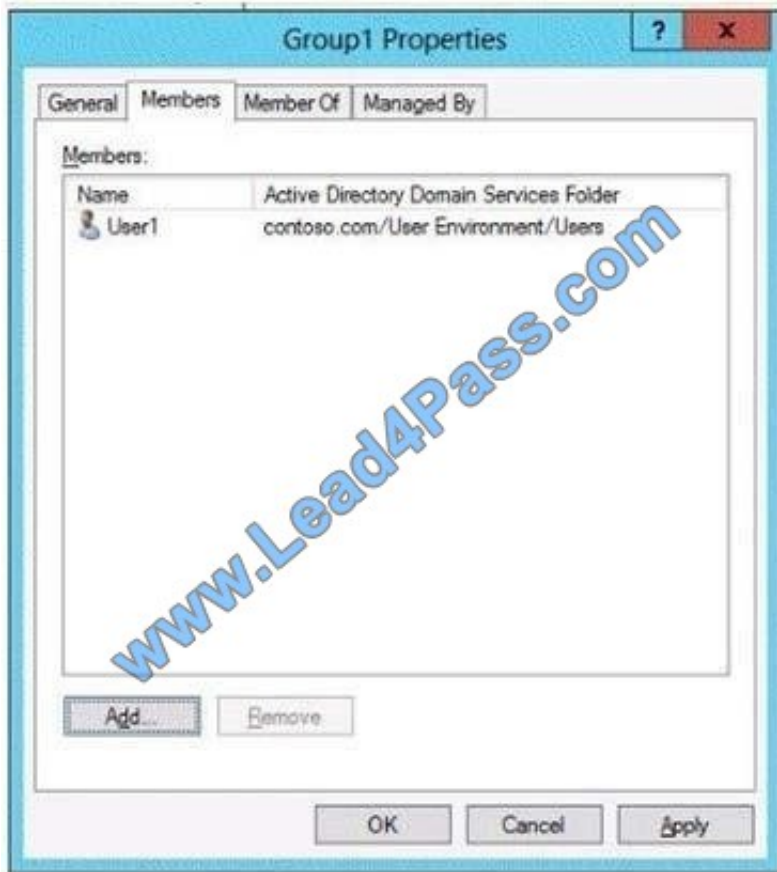 Group1 Properties
?
x
General Members Member Of Managed By
Members:
Name Active Directory Domain Services Folder
User1 contoso.com/User Environment/Users
www.Lead4Pass.com
Add... Remove
OK Cancel Apply